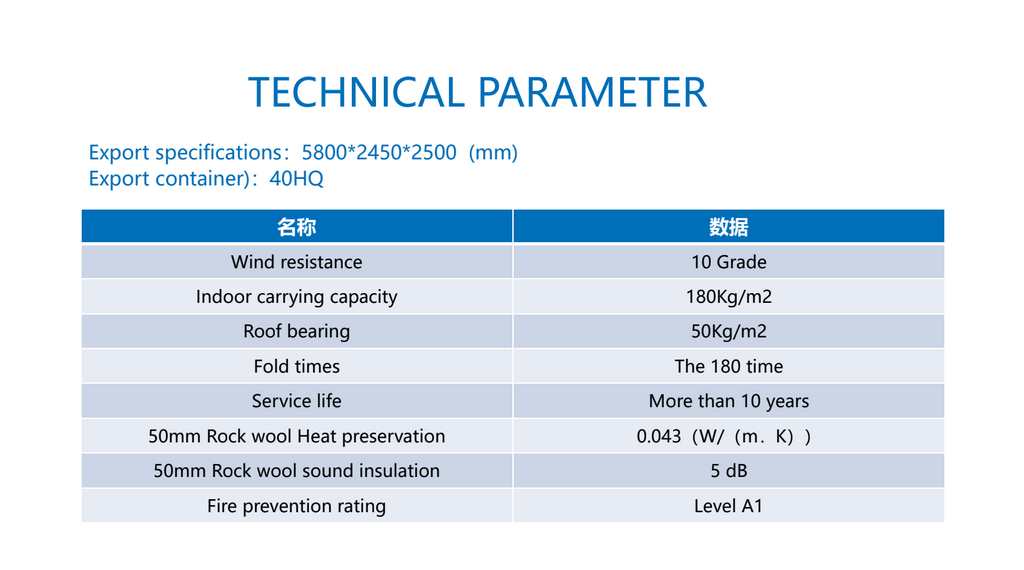 TECHNICAL PARAMETER
Export specifications：5800*2450*2500  (mm)
Export container)：40HQ
名称 数据
Wind resistance 10 Grade
Indoor carrying capacity 180Kg/m2
Roof bearing 50Kg/m2
Fold times The 180 time
Service life More than 10 years
50mm Rock wool Heat preservation 0.043（W/（m．K））
50mm Rock wool sound insulation 5 dB
Fire prevention rating Level A1